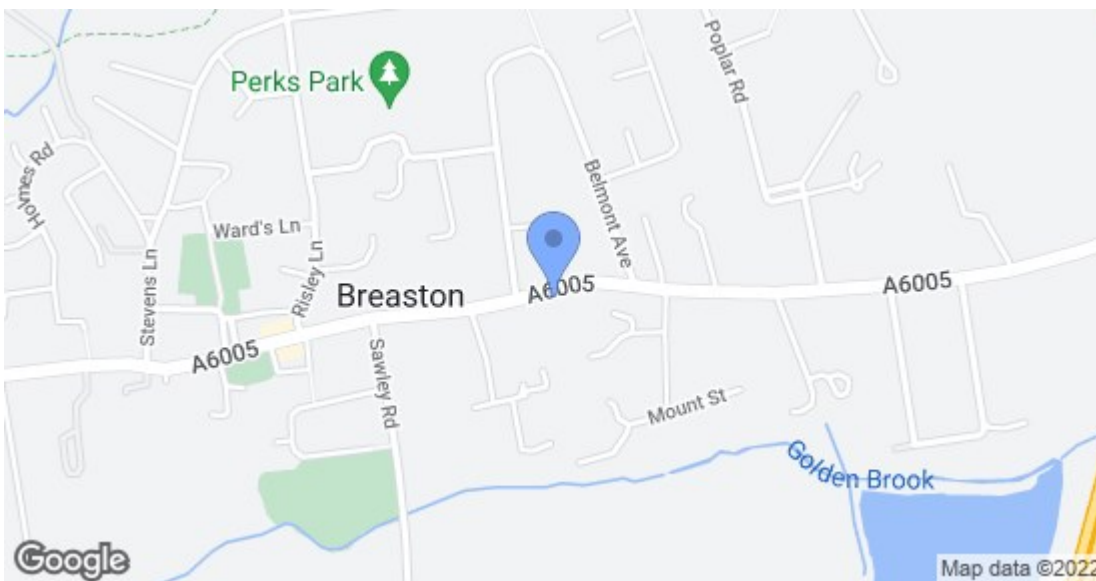 Perks Park
Poplar Rd
Holmes Rd
Belmont Ave
Ward's Ln
Risley Ln
Stevens Ln
Breaston
A6005
A6005
A6005
Sawley Rd
Mount St
Golden Brook
Google
Map data ©2022